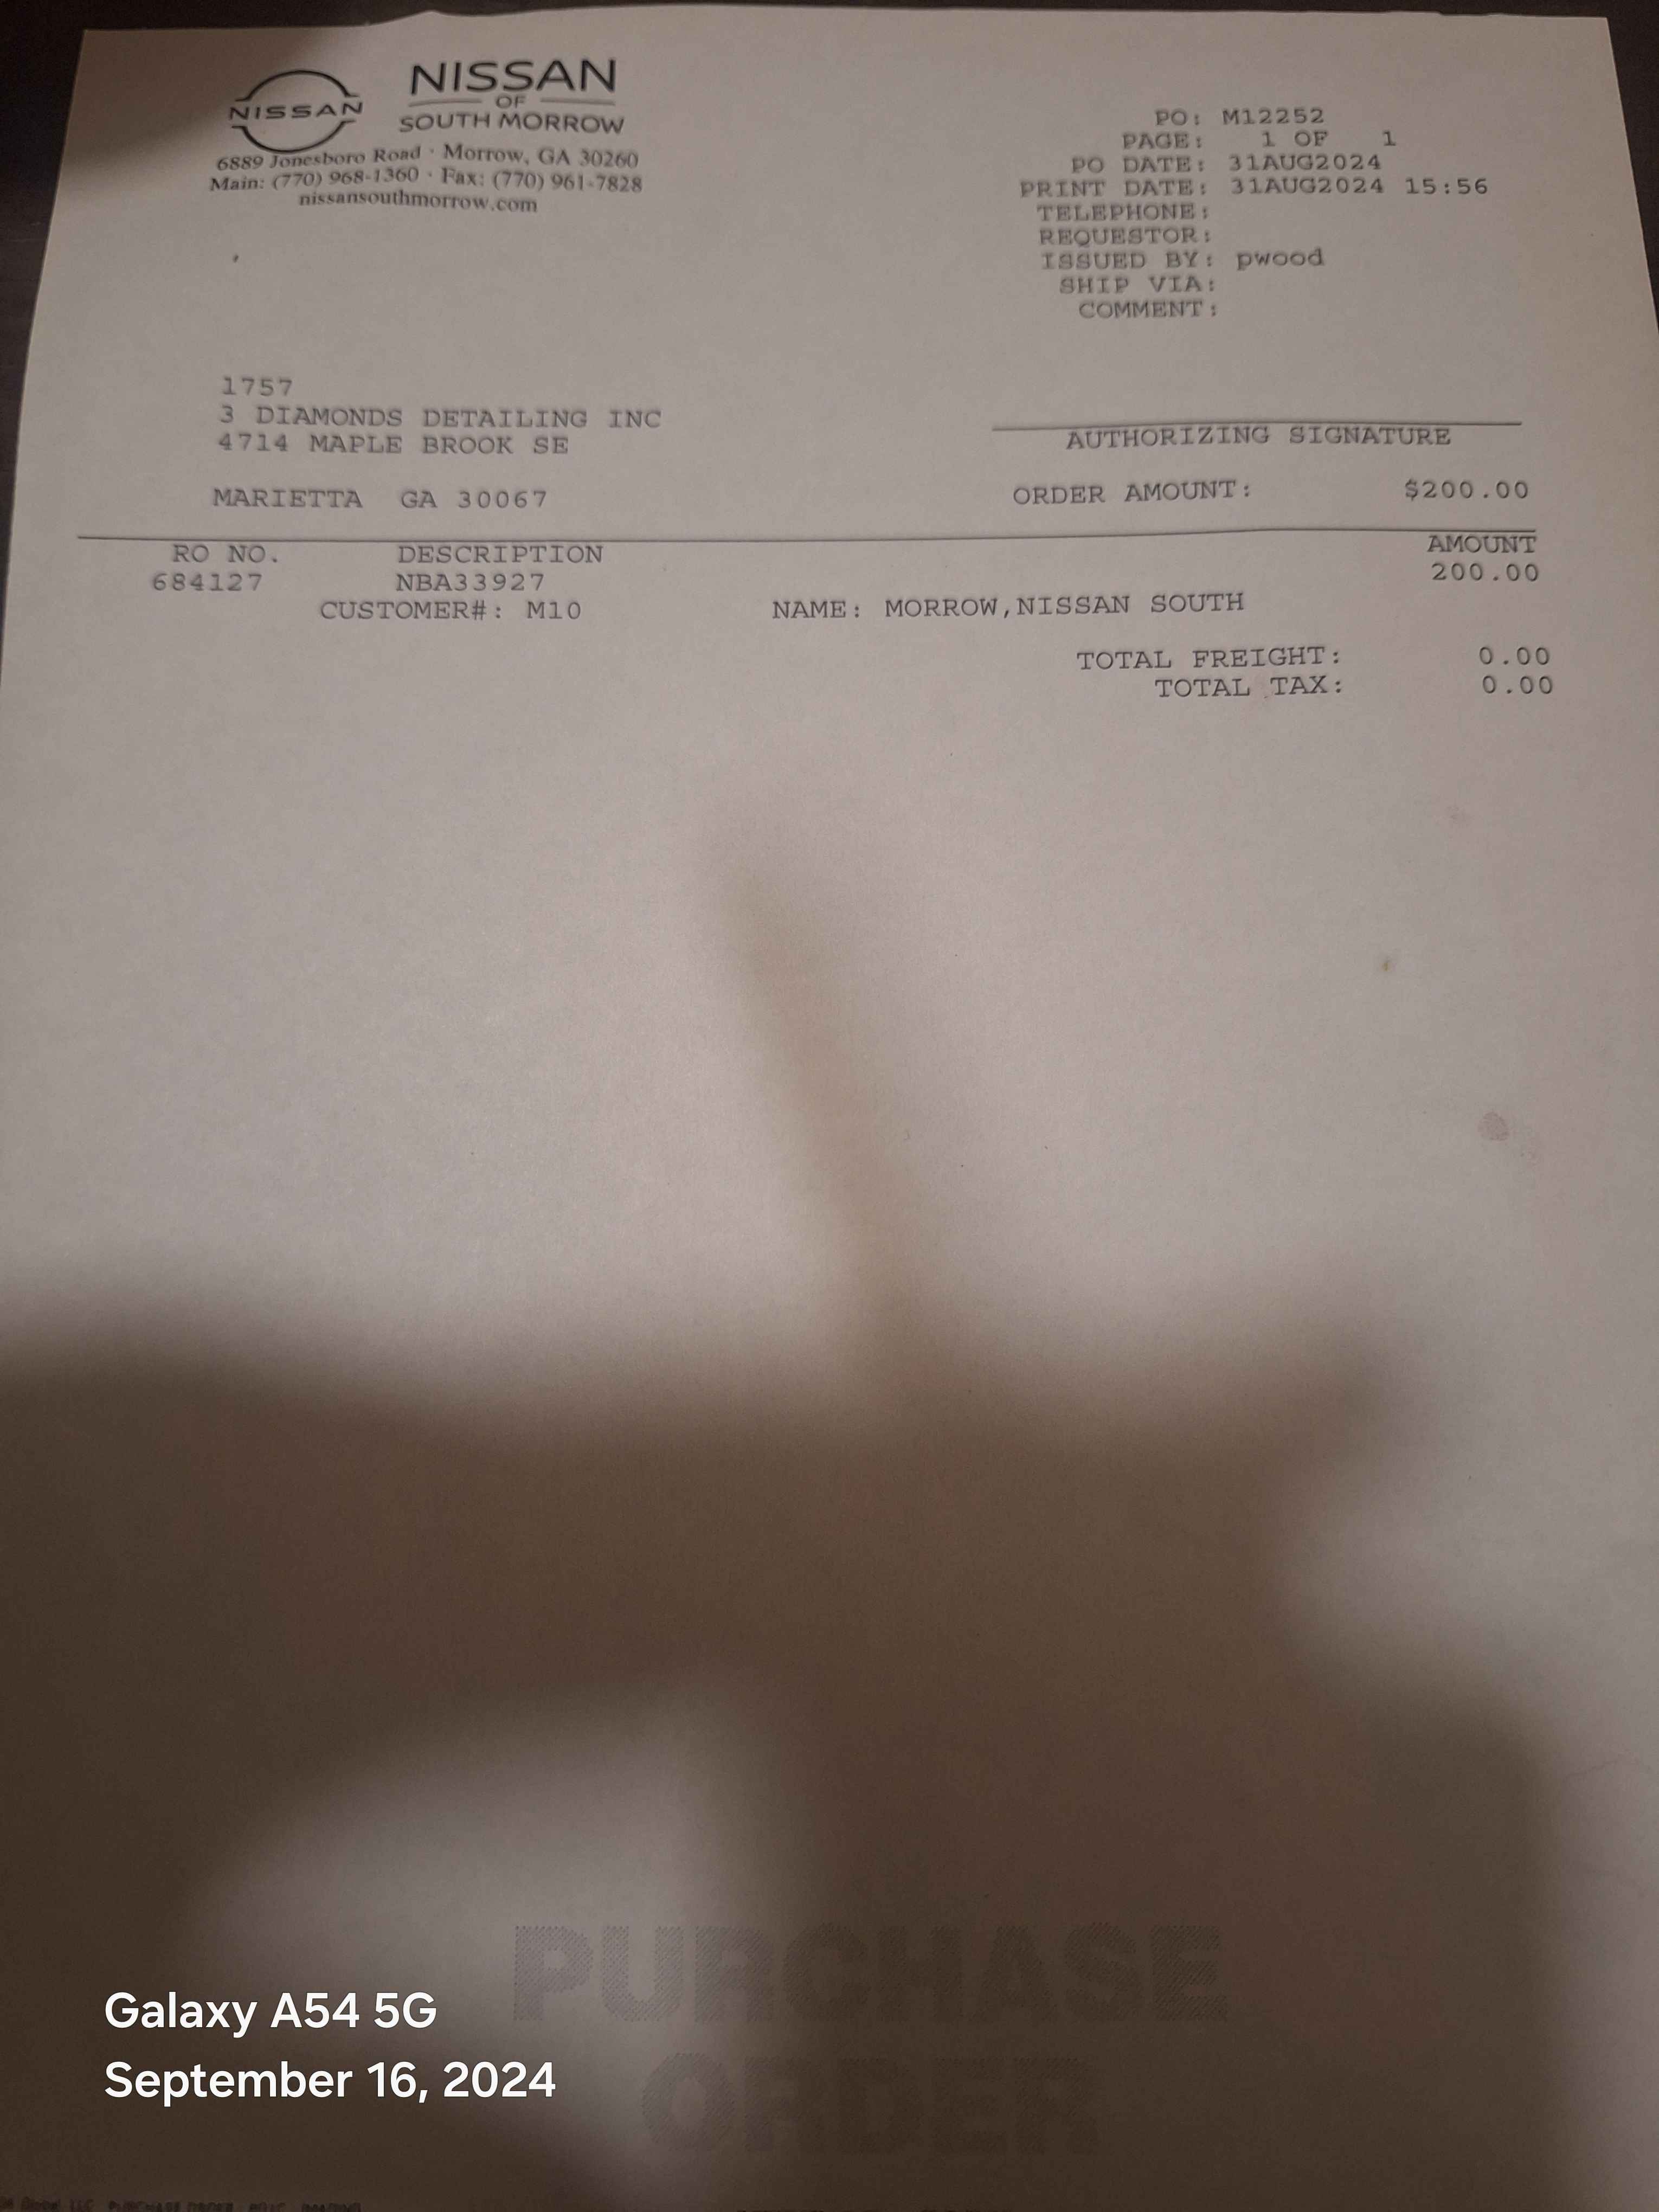 NISSAN
NISSAN
OF
SOUTH MORROW
6889 Jonesboro Road · Morrow, GA 30260
Main: (770) 968-1360 · Fax: (770) 961-7828
nissansouthmorrow.com
PO: M12252
PAGE: 1 OF 1
PO DATE: 31AUG2024
PRINT DATE: 31AUG2024 15:56
TELEPHONE:
REQUESTOR:
ISSUED BY: pwood
SHIP VIA:
COMMENT:
1757
3 DIAMONDS DETAILING INC
4714 MAPLE BROOK SE
MARIETTA GA 30067
AUTHORIZING SIGNATURE
ORDER AMOUNT: $200.00
RO NO. DESCRIPTION AMOUNT
684127 NBA33927 200.00
CUSTOMER#: M10 NAME: MORROW,NISSAN SOUTH
TOTAL FREIGHT: 0.00
TOTAL TAX: 0.00
PURCHASE
ORDER
Galaxy A54 5G
September 16, 2024
LLC PURCHASE ORDER